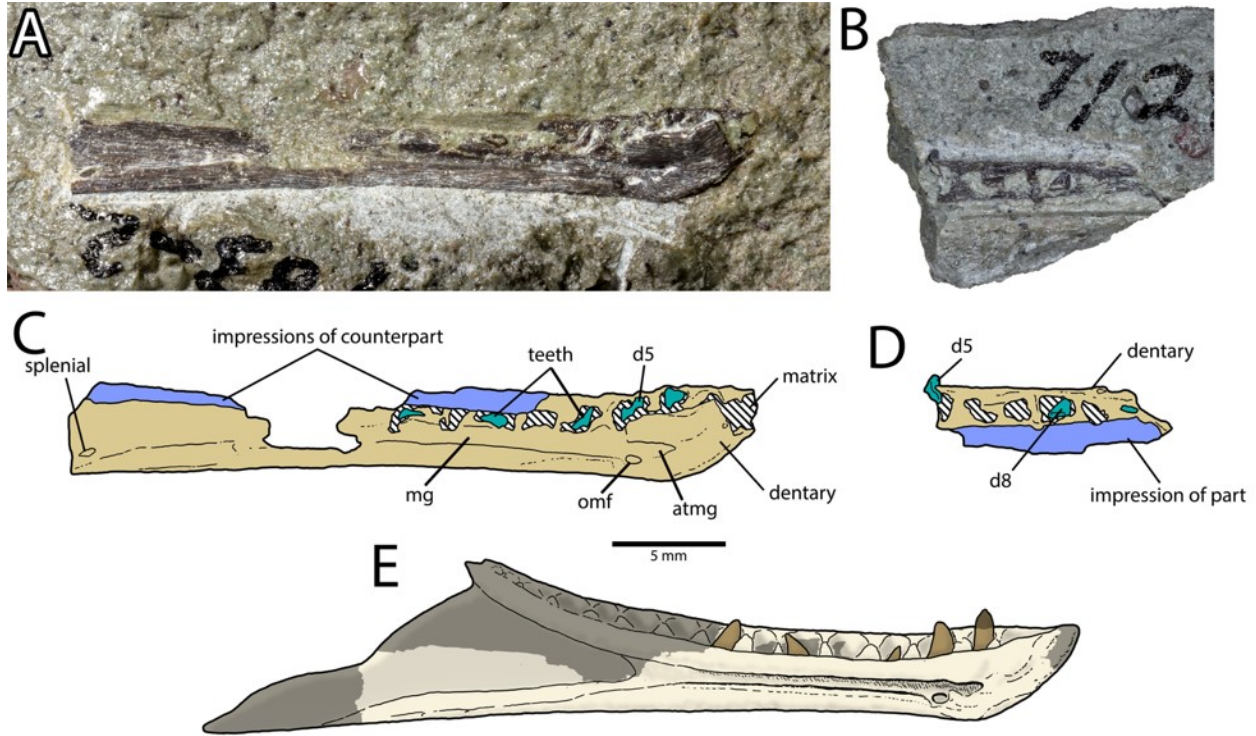 A
B
712
C
impressions of counterpart
splenial
teeth
d5
matrix
mg
omf
atmg
dentary
D
d5
dentary
d8
impression of part
5 mm
E